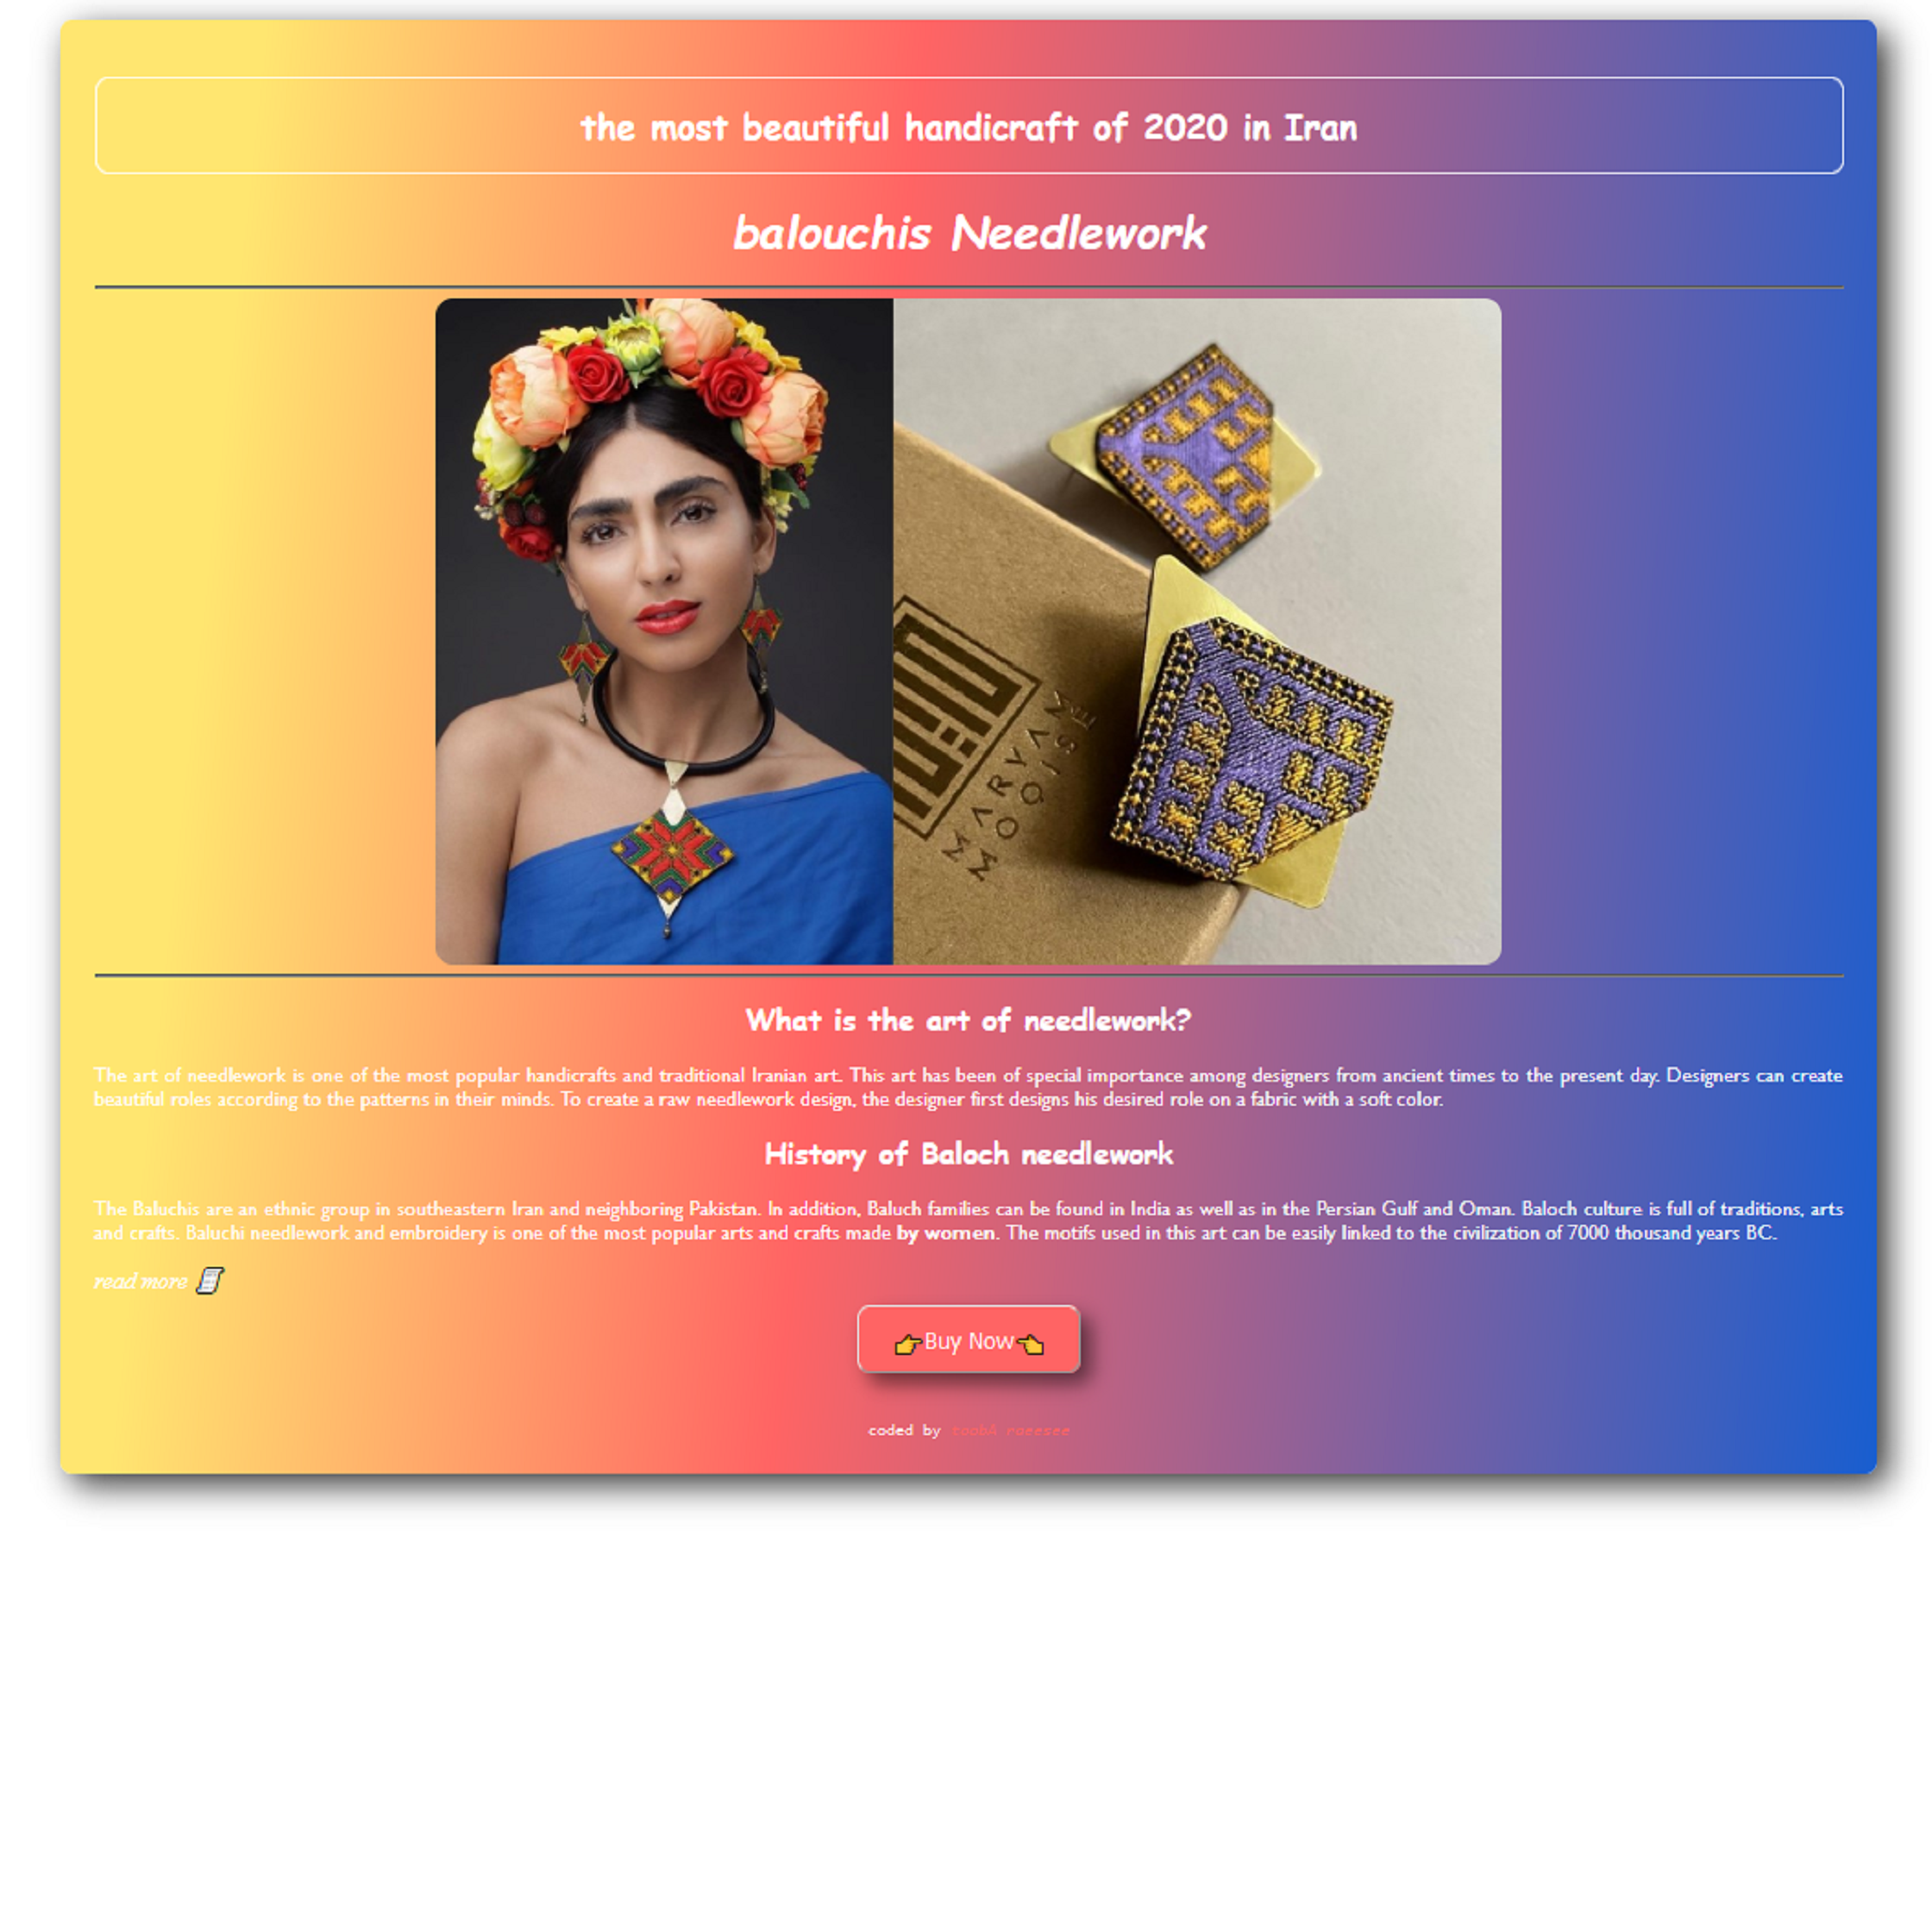 the most beautiful handicraft of 2020 in Iran
balouchis Needlework
MARYAM
MOQISE
What is the art of needlework?
The art of needlework is one of the most popular handicrafts and traditional Iranian art. This art has been of special importance among designers from ancient times to the present day. Designers can create
beautiful roles according to the patterns in their minds. To create a raw needlework design, the designer first designs his desired role on a fabric with a soft color.
History of Baloch needlework
The Baluchis are an ethnic group in southeastern Iran and neighboring Pakistan. In addition, Baluch families can be found in India as well as in the Persian Gulf and Oman. Baloch culture is full of traditions, arts
and crafts. Baluchi needlework and embroidery is one of the most popular arts and crafts made by women. The motifs used in this art can be easily linked to the civilization of 7000 thousand years BC.
read more
Buy Now
coded by toobA